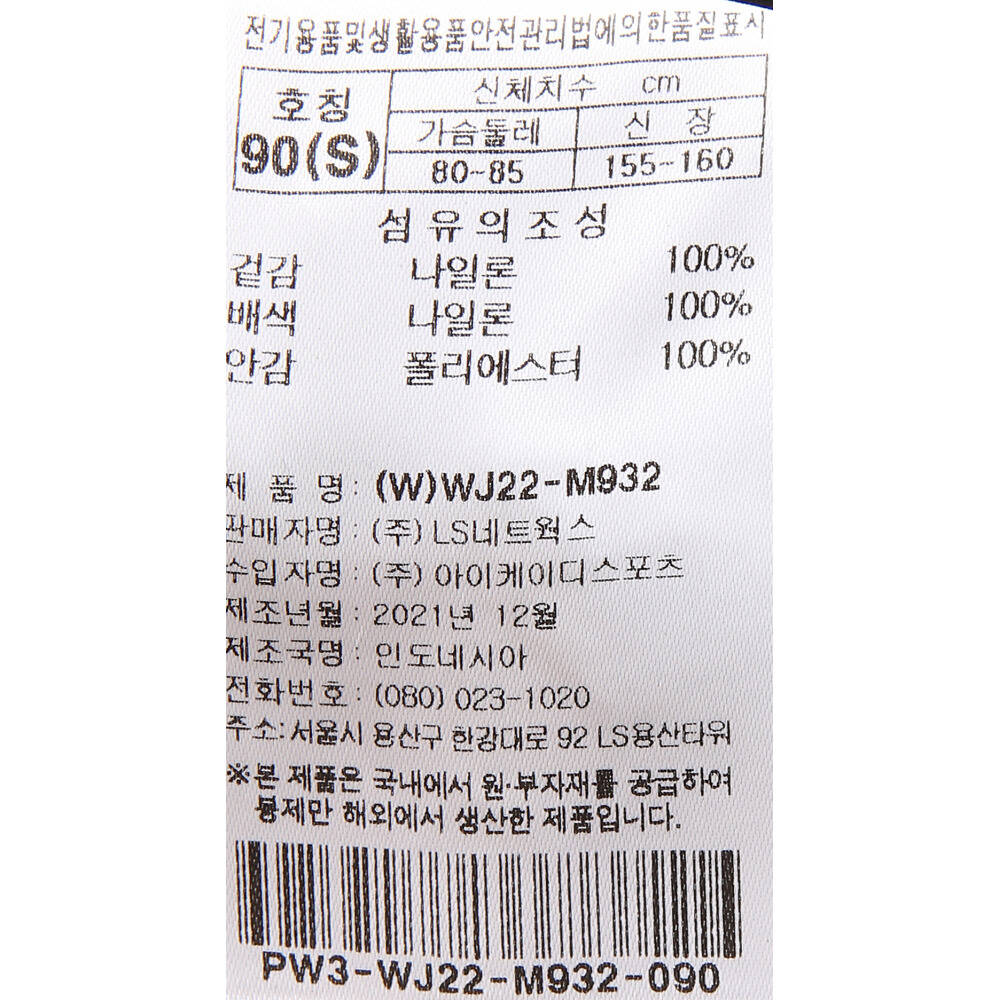 전기용품및생활용품안전관리법에의한품질표시
호칭 90(S)
신체치수 cm
가슴둘레 신 장
80-85 155-160
섬유의조성
겉감 나일론 100%
배색 나일론 100%
안감 폴리에스터 100%
제 품 명: (W)WJ22-M932
판매자명: (주) LS네트웍스
수입자명: (주) 아이케이디스포츠
제조년월: 2021년 12월
제조국명: 인도네시아
전화번호: (080) 023-1020
주소: 서울시 용산구 한강대로 92 LS용산타워
※본 제품은 국내에서 원·부자재를 공급하여
봉제만 해외에서 생산한 제품입니다.
PW3-WJ22-M932-090